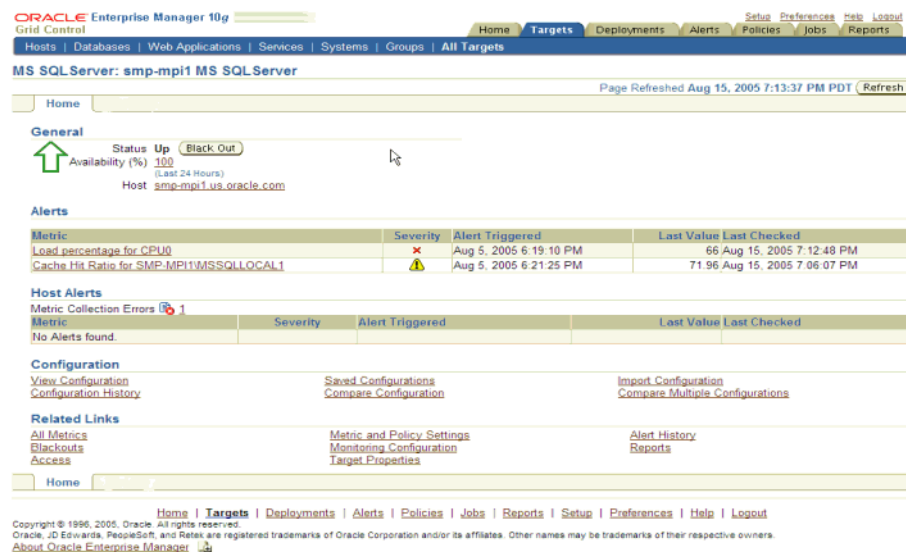 ORACLE Enterprise Manager 10g
Grid Control
Setup Preferences Help Logout
Home Targets Deployments Alerts Policies Jobs Reports
Hosts | Databases | Web Applications | Services | Systems | Groups | All Targets
MS SQLServer: smp-mpi1 MS SQLServer
Page Refreshed Aug 15, 2005 7:13:37 PM PDT Refresh
Home
General
Status Up Black Out
Availability (%) 100
(Last 24 Hours)
Host smp-mpi1.us.oracle.com
Alerts
Metric Severity Alert Triggered Last Value Last Checked
Load percentage for CPU0 Aug 5, 2005 6:19:10 PM 66 Aug 15, 2005 7:12:48 PM
Cache Hit Ratio for SMP-MPI1\MSSQLLOCAL1 Aug 5, 2005 6:21:25 PM 71.96 Aug 15, 2005 7:06:07 PM
Host Alerts
Metric Collection Errors 1
Metric Severity Alert Triggered Last Value Last Checked
No Alerts found.
Configuration
View Configuration Saved Configurations Import Configuration
Configuration History Compare Configuration Compare Multiple Configurations
Related Links
All Metrics Metric and Policy Settings Alert History
Blackouts Monitoring Configuration Reports
Access Target Properties
Home
Home | Targets | Deployments | Alerts | Policies | Jobs | Reports | Setup | Preferences | Help | Logout
Copyright © 1996, 2005, Oracle. All rights reserved.
Oracle, JD Edwards, PeopleSoft, and Retek are registered trademarks of Oracle Corporation and/or its affiliates. Other names may be trademarks of their respective owners.
About Oracle Enterprise Manager